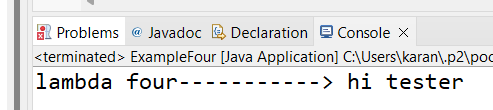 Problems @ Javadoc Declaration Console
<terminated> ExampleFour [Java Application] C:\Users\karan\.p2\poo
lambda four-----------> hi tester